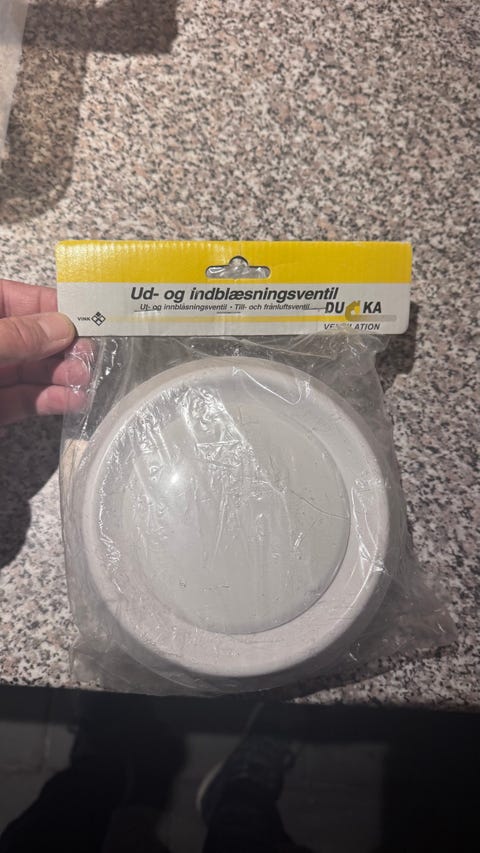 Ud- og indblæsningsventil
Ut- og innblåsningsventil • Till- och frånluftsventil
DUKA
VENTILATION
VINK